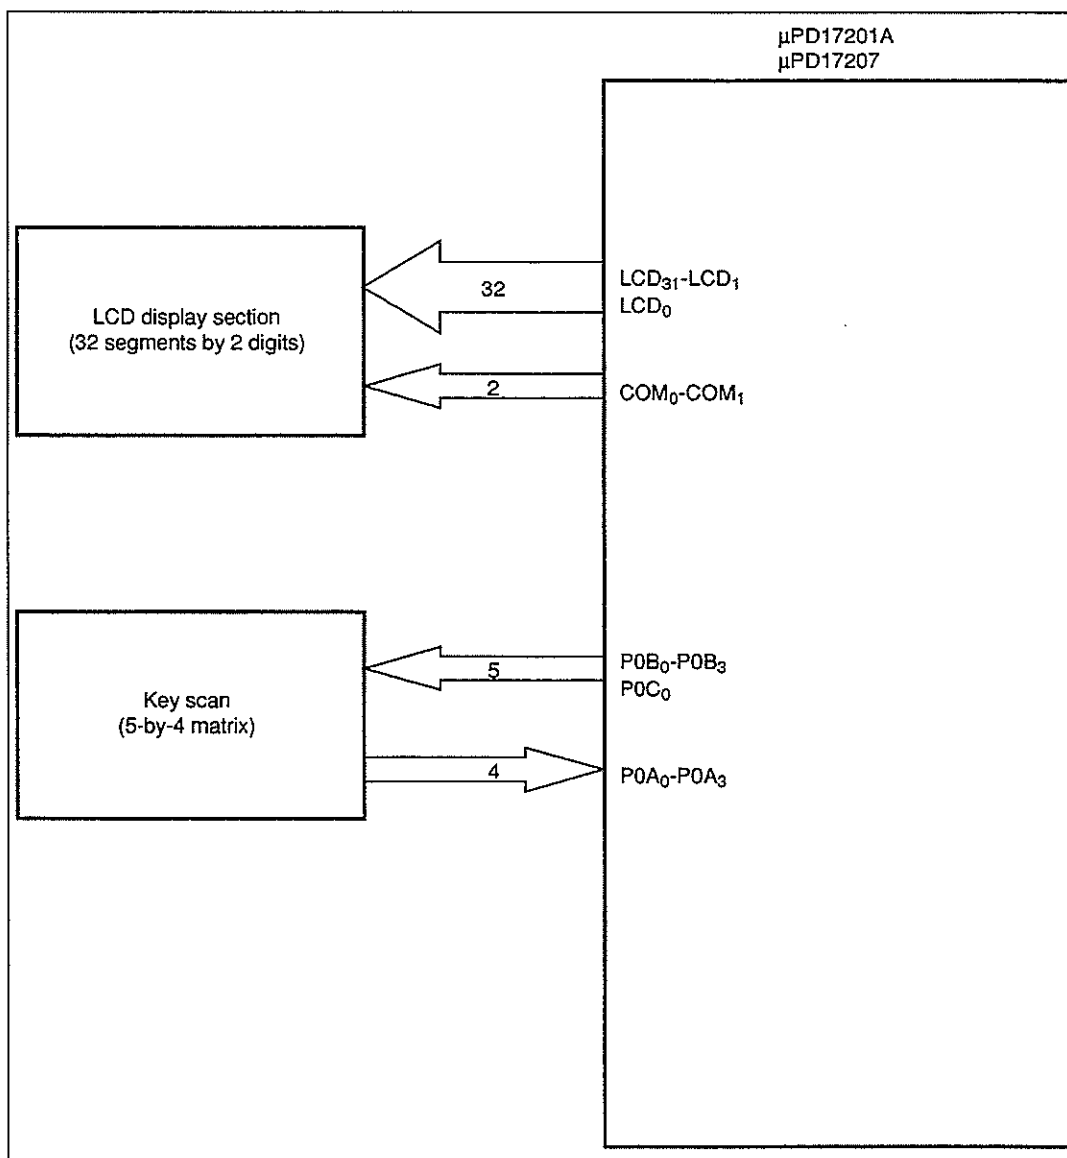 μPD17201A
μPD17207
LCD display section
(32 segments by 2 digits)
32
LCD₃₁-LCD₁
LCD₀
2
COM₀-COM₁
Key scan
(5-by-4 matrix)
5
P0B₀-P0B₃
P0C₀
4
P0A₀-P0A₃